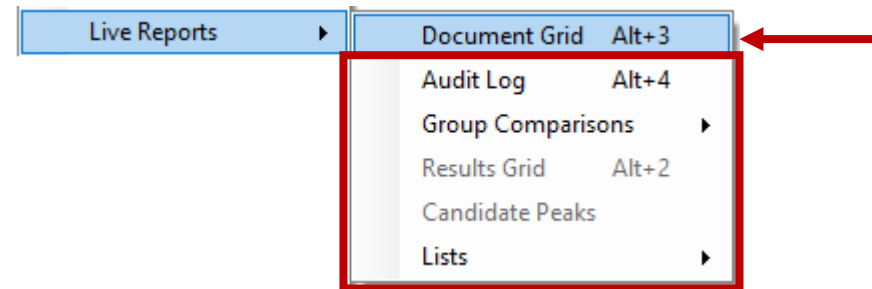 Live Reports Document Grid Alt+3
Audit Log Alt+4
Group Comparisons
Results Grid Alt+2
Candidate Peaks
Lists